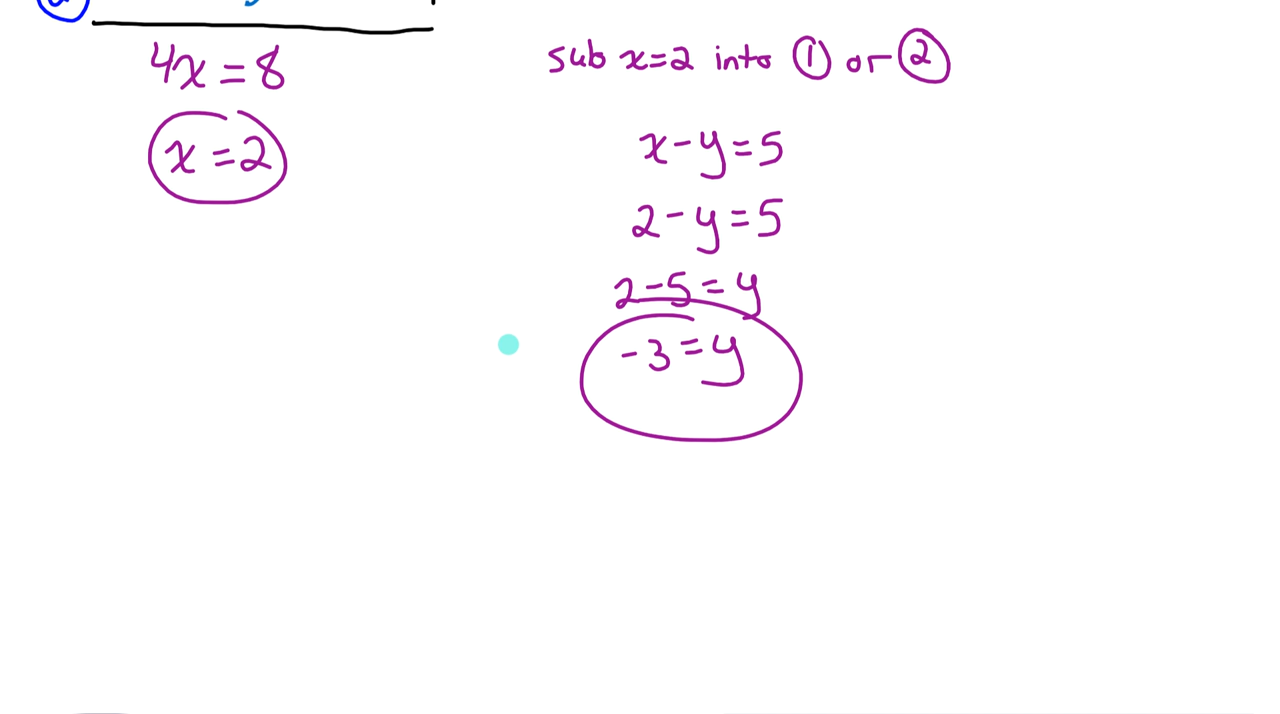 4x = 8
x = 2
sub x=2 into ① or ②
x - y = 5
2 - y = 5
2 - 5 = y
-3 = y